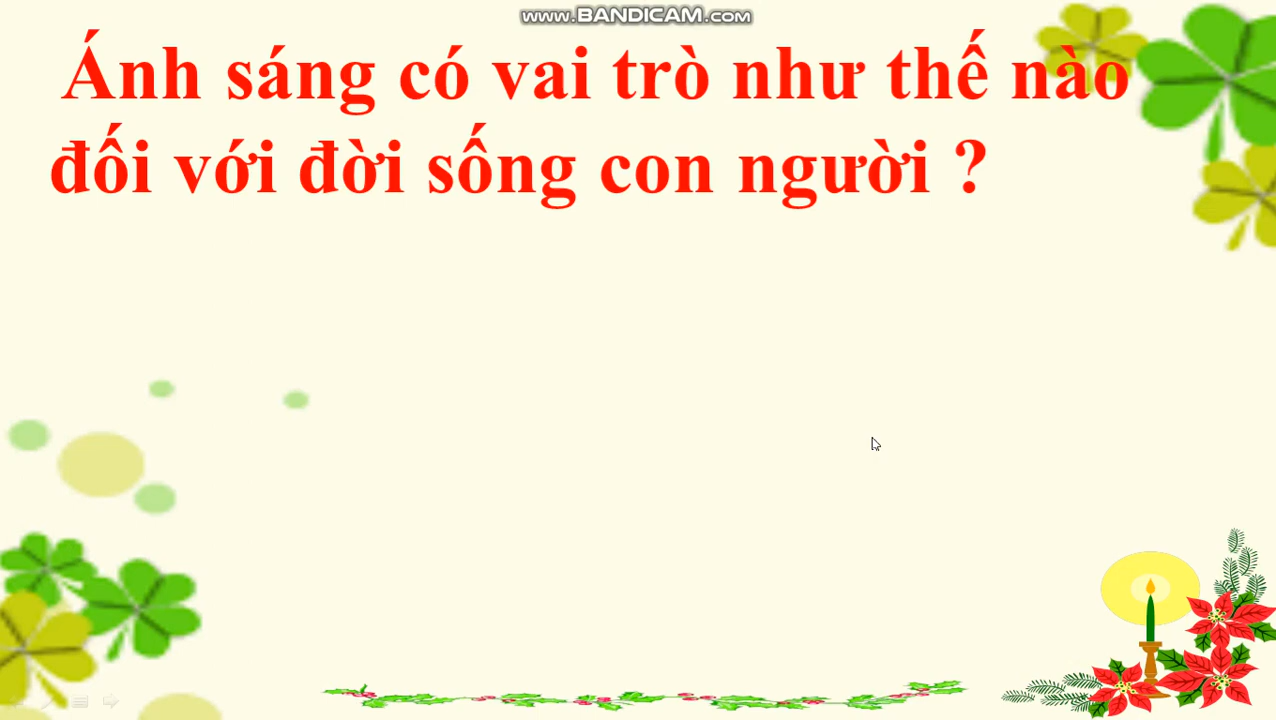 www.BANDICAM.com
Ánh sáng có vai trò như thế nào
đối với đời sống con người ?